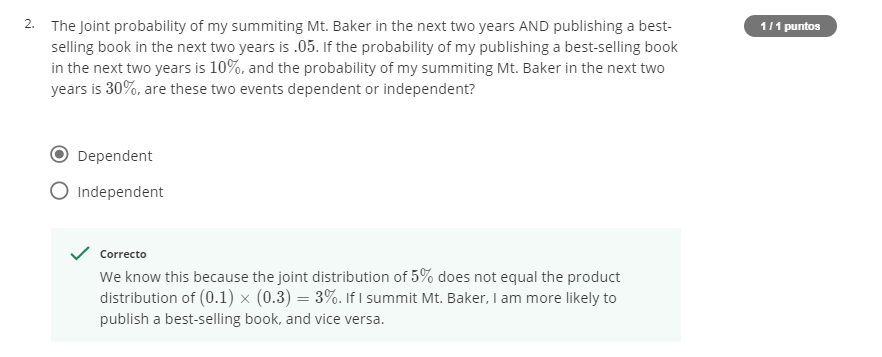 2. The Joint probability of my summiting Mt. Baker in the next two years AND publishing a best-
1 / 1 puntos
selling book in the next two years is .05. If the probability of my publishing a best-selling book
in the next two years is 10%, and the probability of my summiting Mt. Baker in the next two
years is 30%, are these two events dependent or independent?
Dependent
Independent
Correcto
We know this because the joint distribution of 5% does not equal the product
distribution of (0.1) × (0.3) = 3%. If I summit Mt. Baker, I am more likely to
publish a best-selling book, and vice versa.